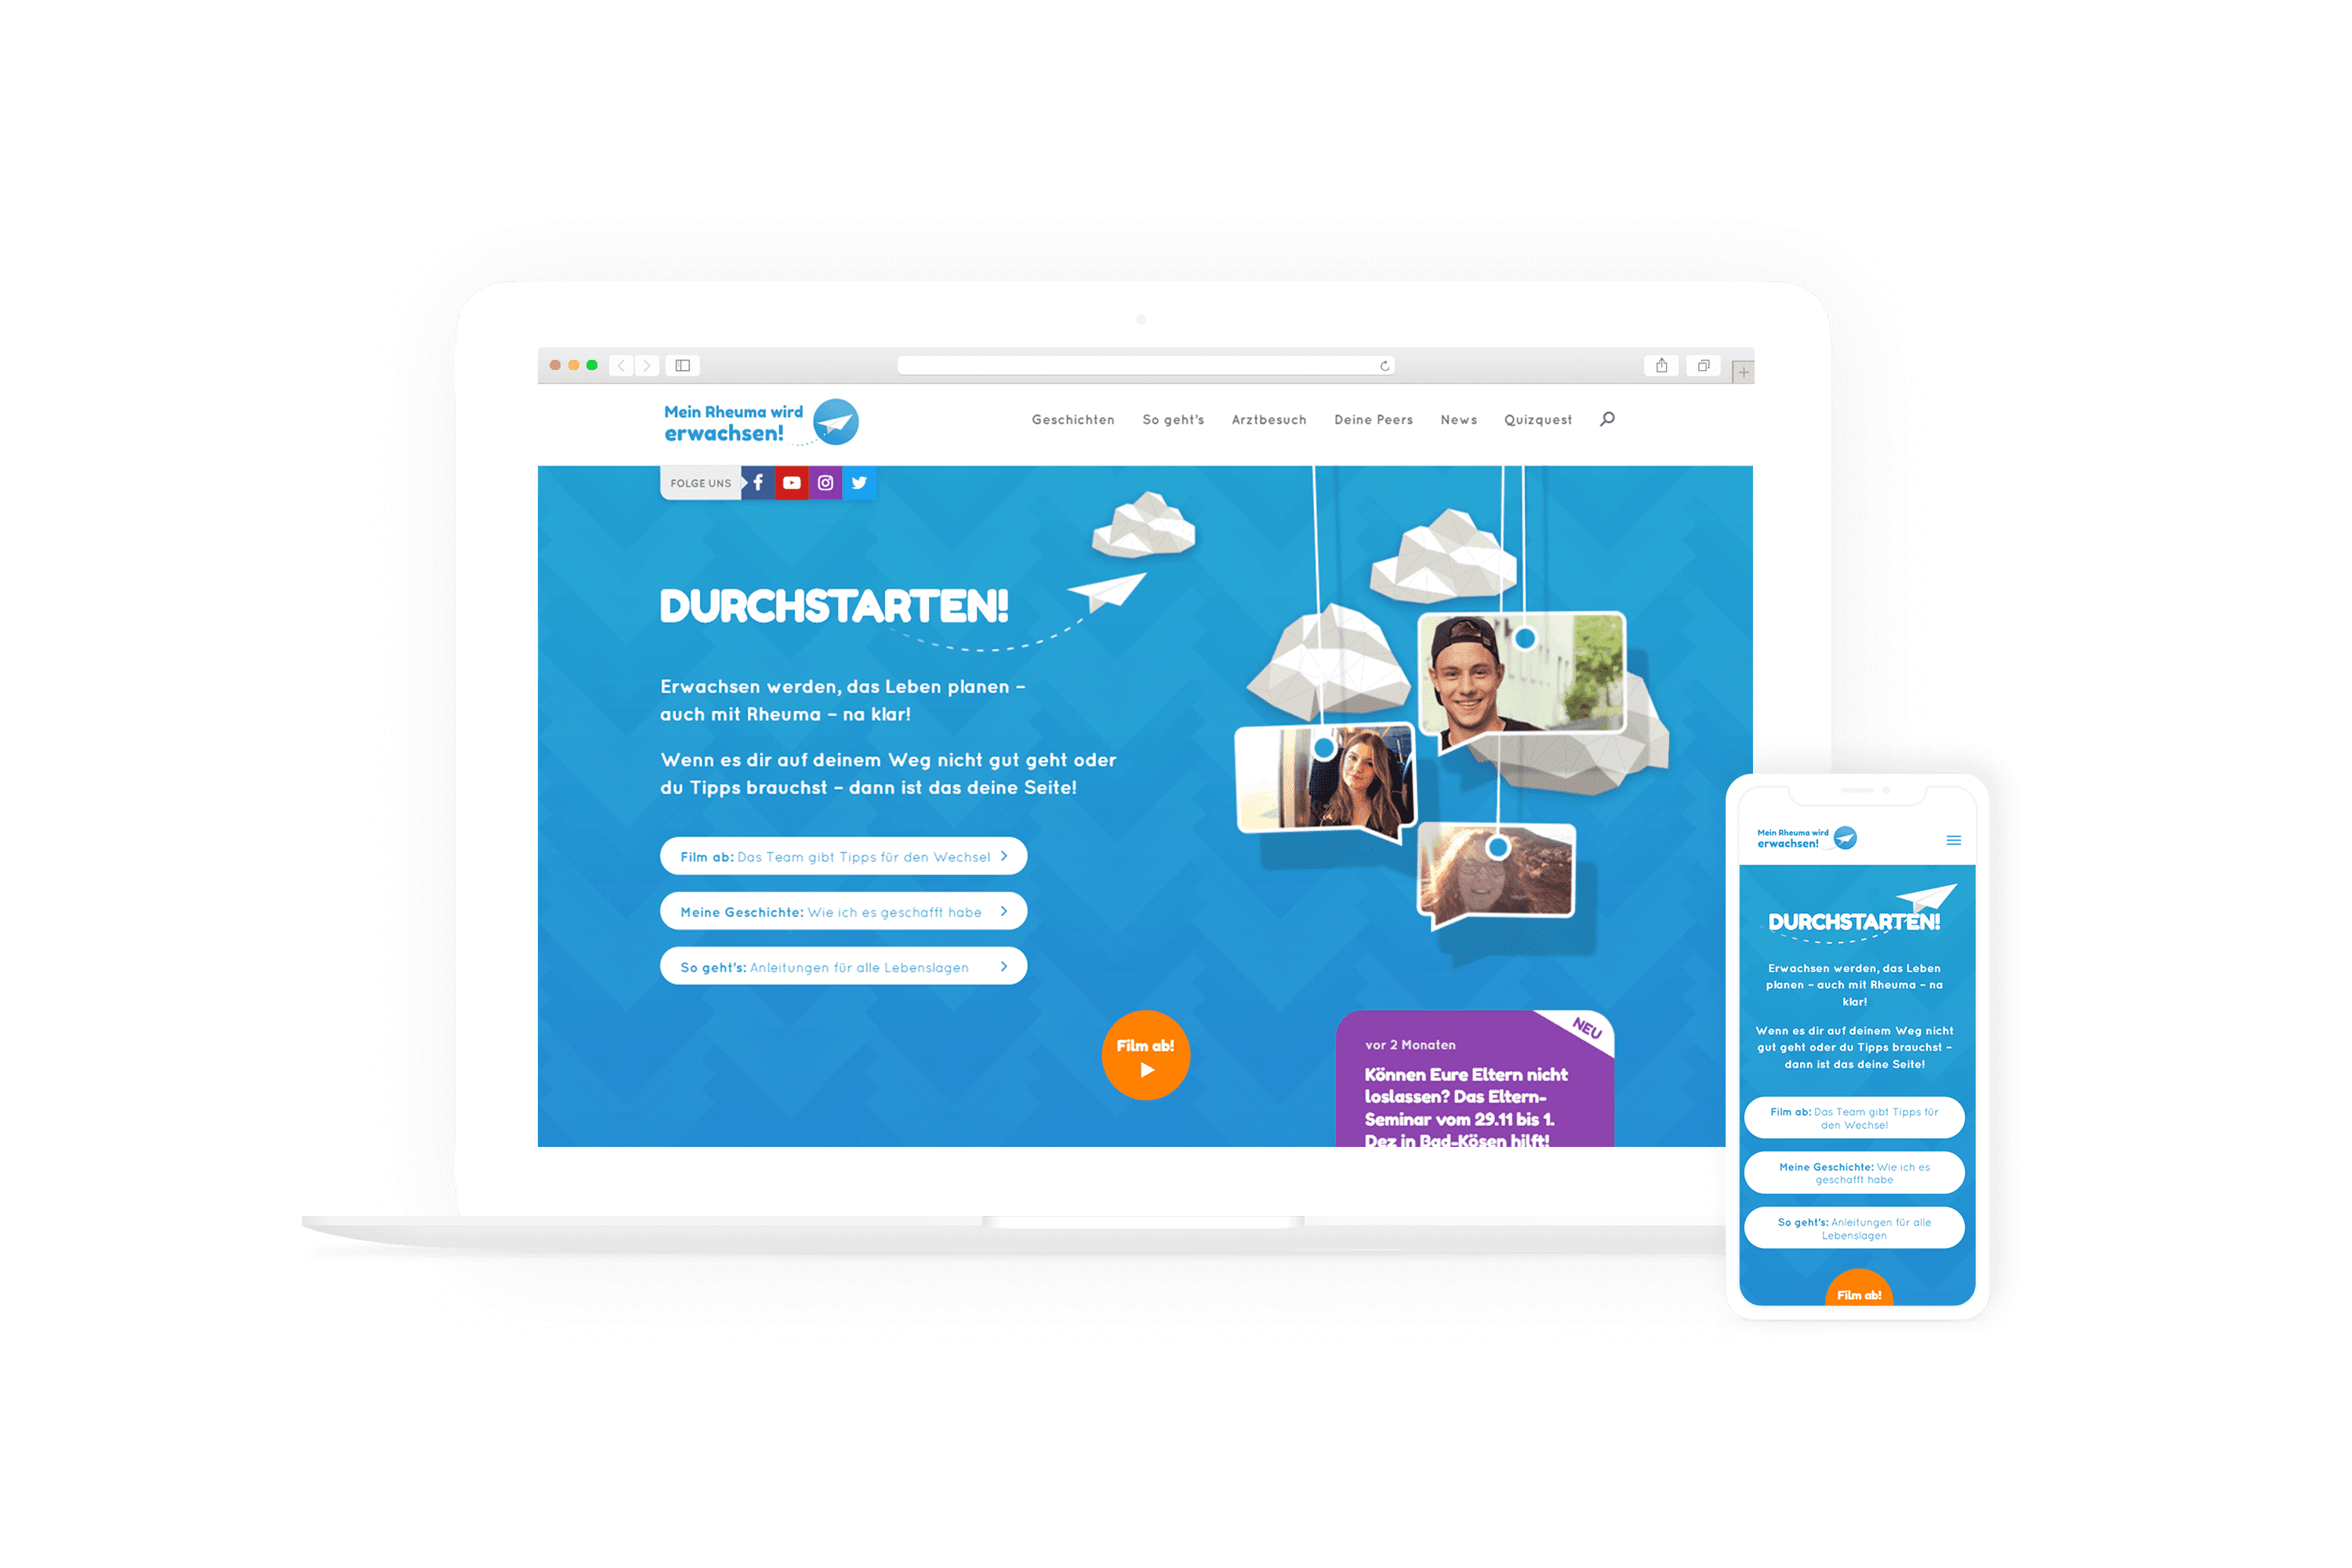 Mein Rheuma wird
erwachsen!
Geschichten So geht's Arztbesuch Deine Peers News Quizquest
FOLGE UNS
DURCHSTARTEN!
Erwachsen werden, das Leben planen –
auch mit Rheuma – na klar!
Wenn es dir auf deinem Weg nicht gut geht oder
du Tipps brauchst – dann ist das deine Seite!
Film ab: Das Team gibt Tipps für den Wechsel
Meine Geschichte: Wie ich es geschafft habe
So geht's: Anleitungen für alle Lebenslagen
Film ab!
NEU
vor 2 Monaten
Können Eure Eltern nicht
loslassen? Das Eltern-
Seminar vom 29.11 bis 1.
Dez in Bad-Kösen hilft!
Mein Rheuma wird
erwachsen!
DURCHSTARTEN!
Erwachsen werden, das Leben
planen – auch mit Rheuma – na
klar!
Wenn es dir auf deinem Weg nicht
gut geht oder du Tipps brauchst –
dann ist das deine Seite!
Film ab: Das Team gibt Tipps für
den Wechsel
Meine Geschichte: Wie ich es
geschafft habe
So geht's: Anleitungen für alle
Lebenslagen
Film ab!